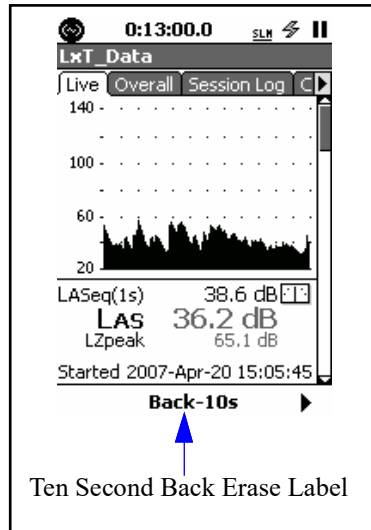 0:13:00.0 SLM
LxT_Data
Live Overall Session Log C
140
100
60
20
LASeq(1s) 38.6 dB
LAS 36.2 dB
LZpeak 65.1 dB
Started 2007-Apr-20 15:05:45
Back-10s
Ten Second Back Erase Label